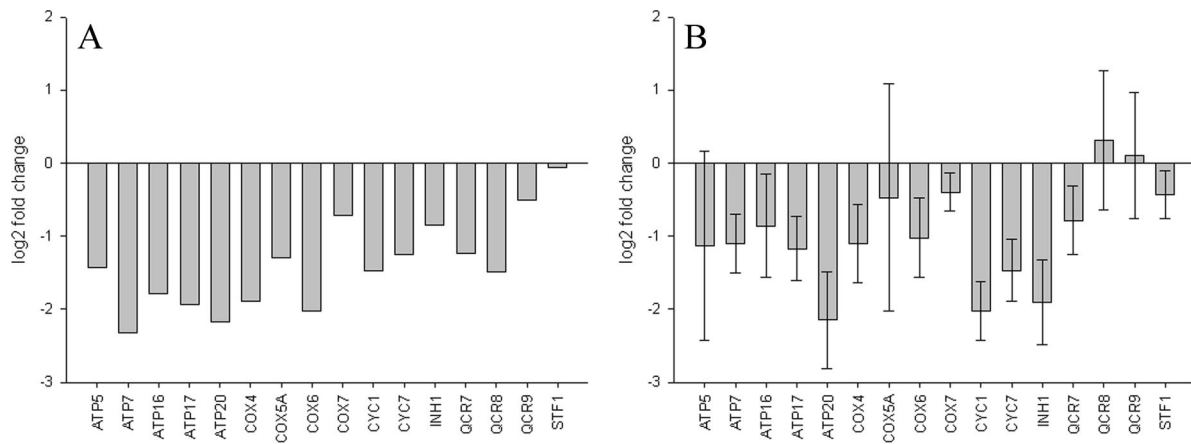 A
log2 fold change
2
1
0
-1
-2
-3
ATP5
ATP7
ATP16
ATP17
ATP20
COX4
COX5A
COX6
COX7
CYC1
CYC7
INH1
QCR7
QCR8
QCR9
STF1
B
log2 fold change
2
1
0
-1
-2
-3
ATP5
ATP7
ATP16
ATP17
ATP20
COX4
COX5A
COX6
COX7
CYC1
CYC7
INH1
QCR7
QCR8
QCR9
STF1